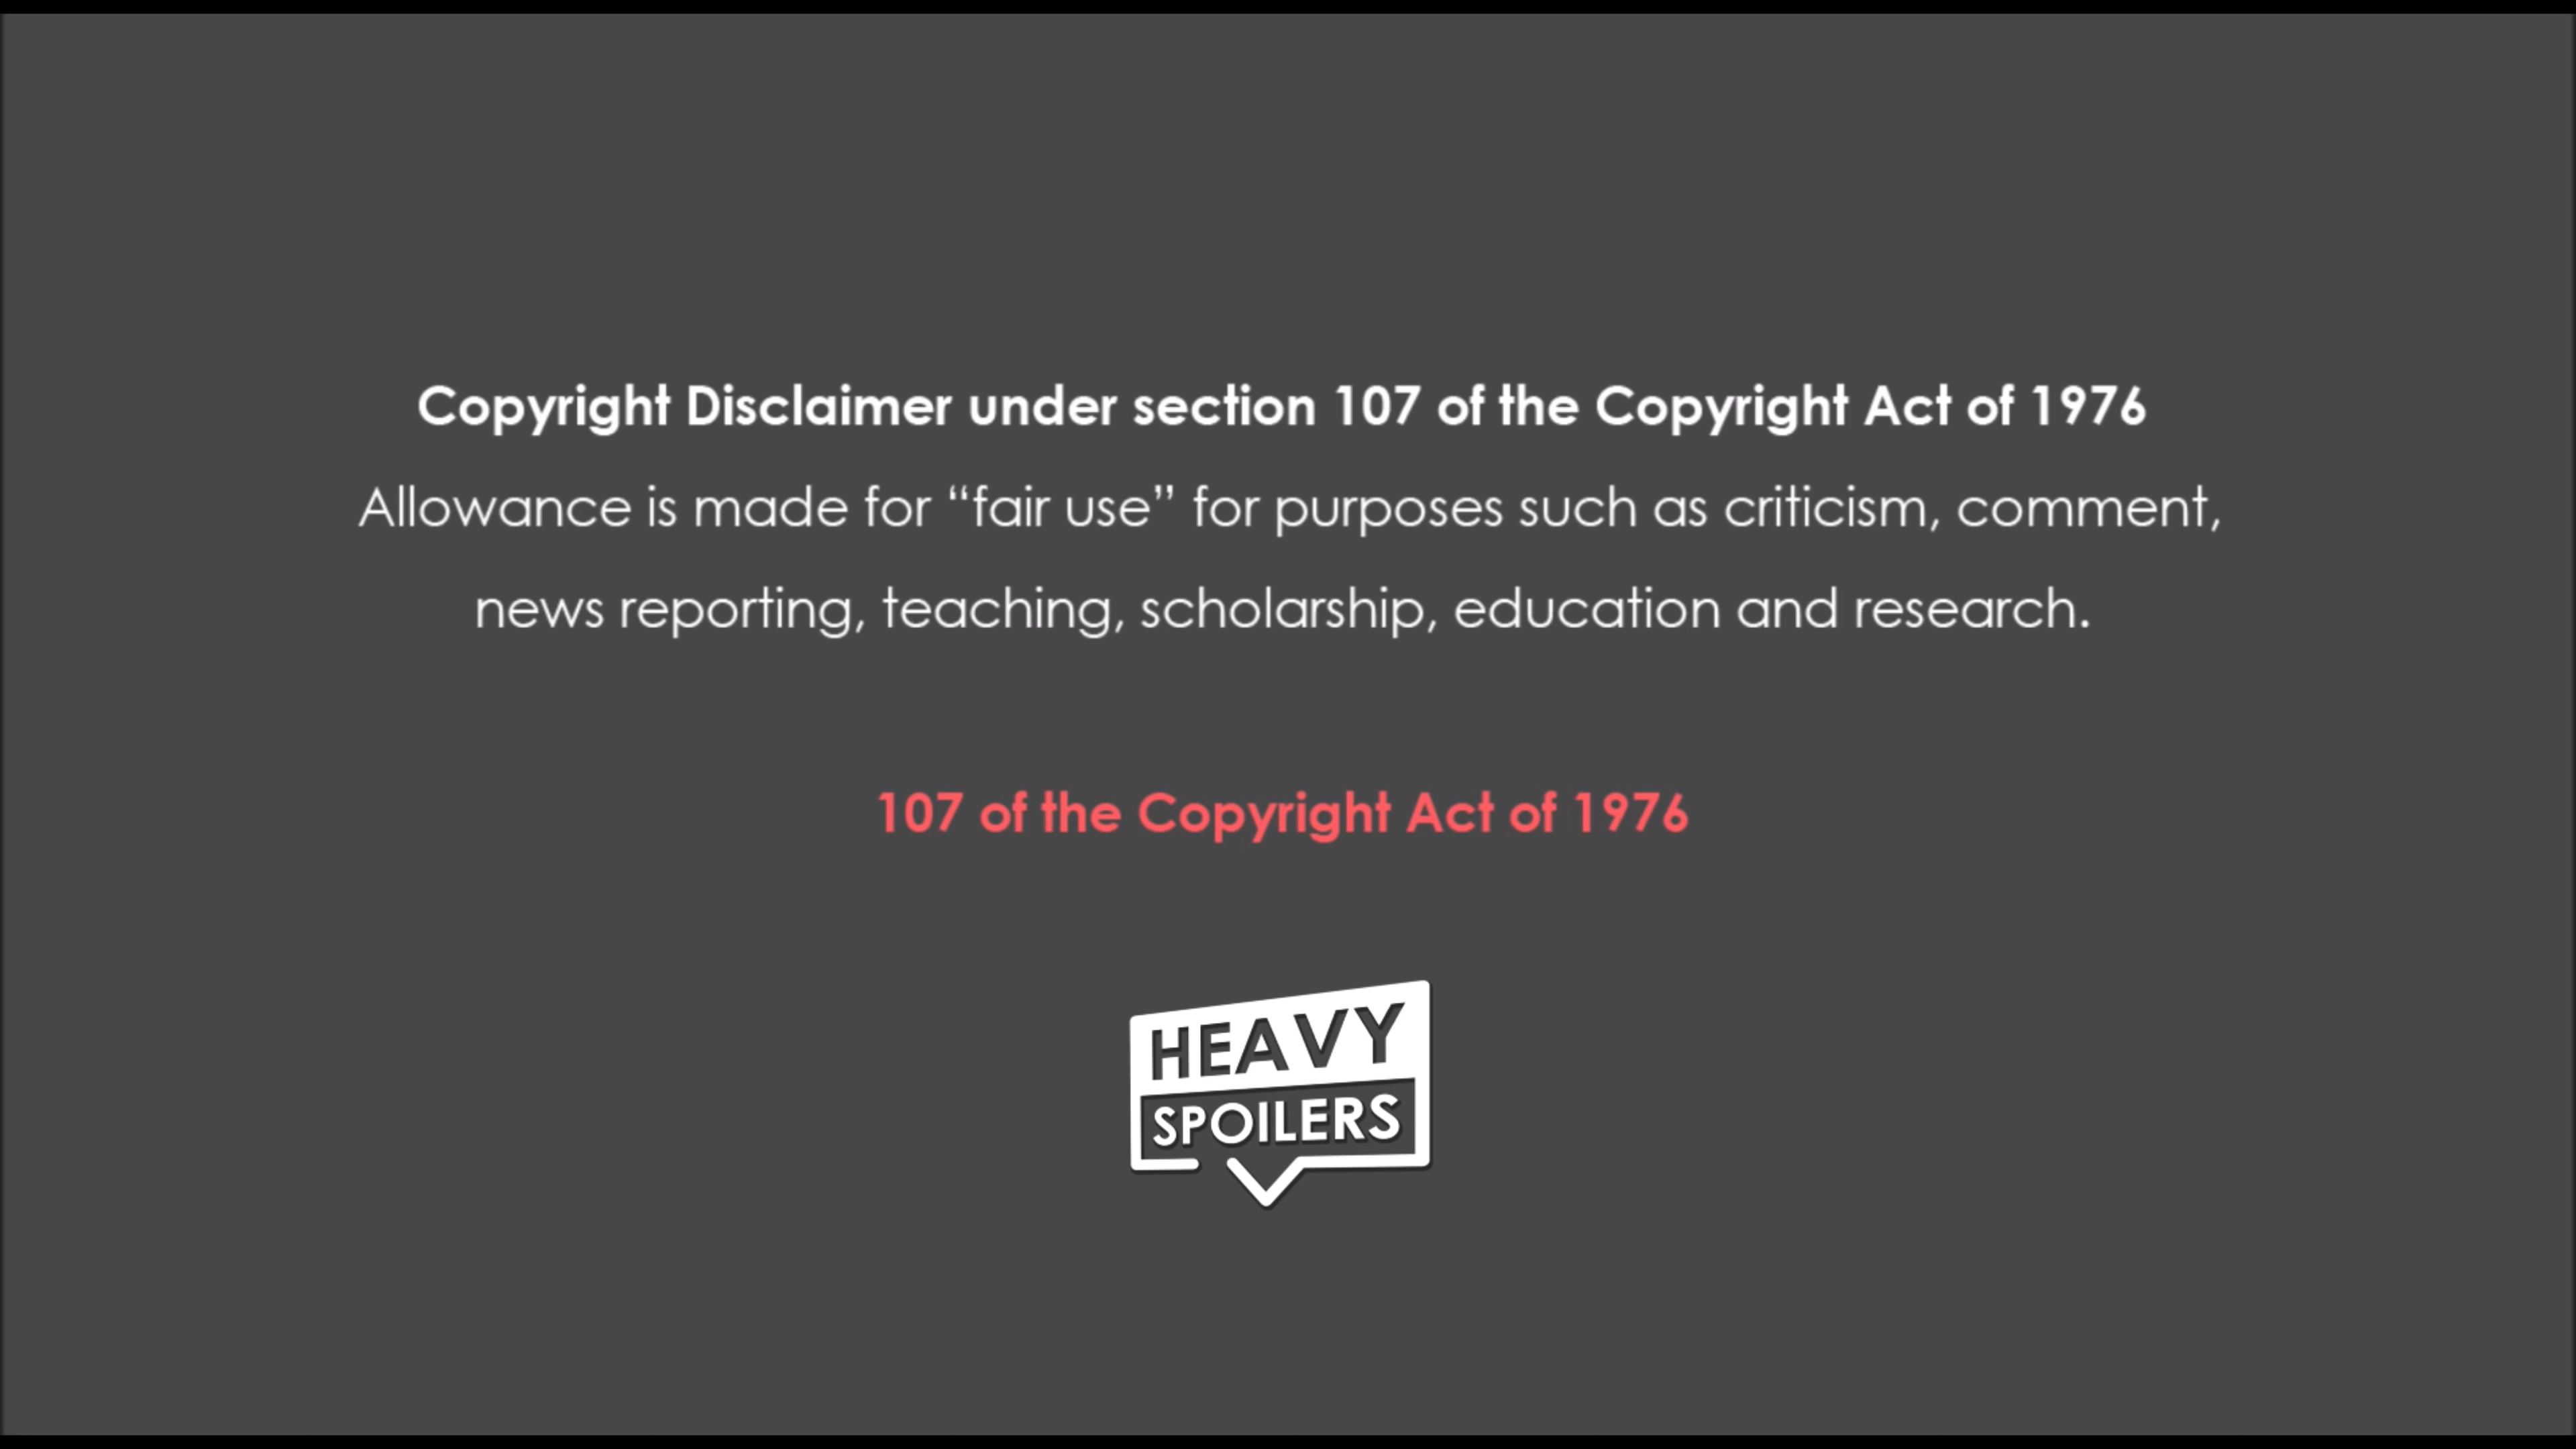 Copyright Disclaimer under section 107 of the Copyright Act of 1976
Allowance is made for “fair use” for purposes such as criticism, comment,
news reporting, teaching, scholarship, education and research.
107 of the Copyright Act of 1976
HEAVY
SPOILERS